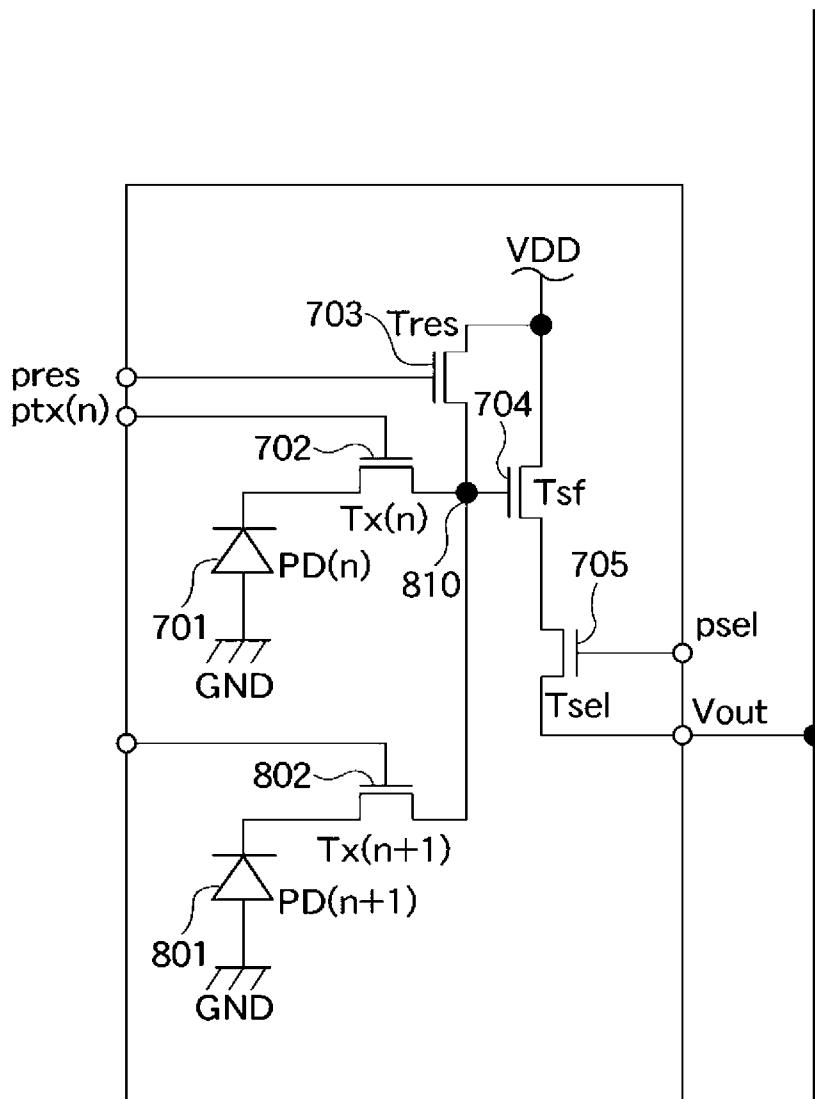 VDD
703
Tres
pres
704
ptx(n)
702
Tsf
Tx(n)
PD(n)
810
705
701
psel
GND
Tsel
Vout
802
Tx(n+1)
PD(n+1)
801
GND